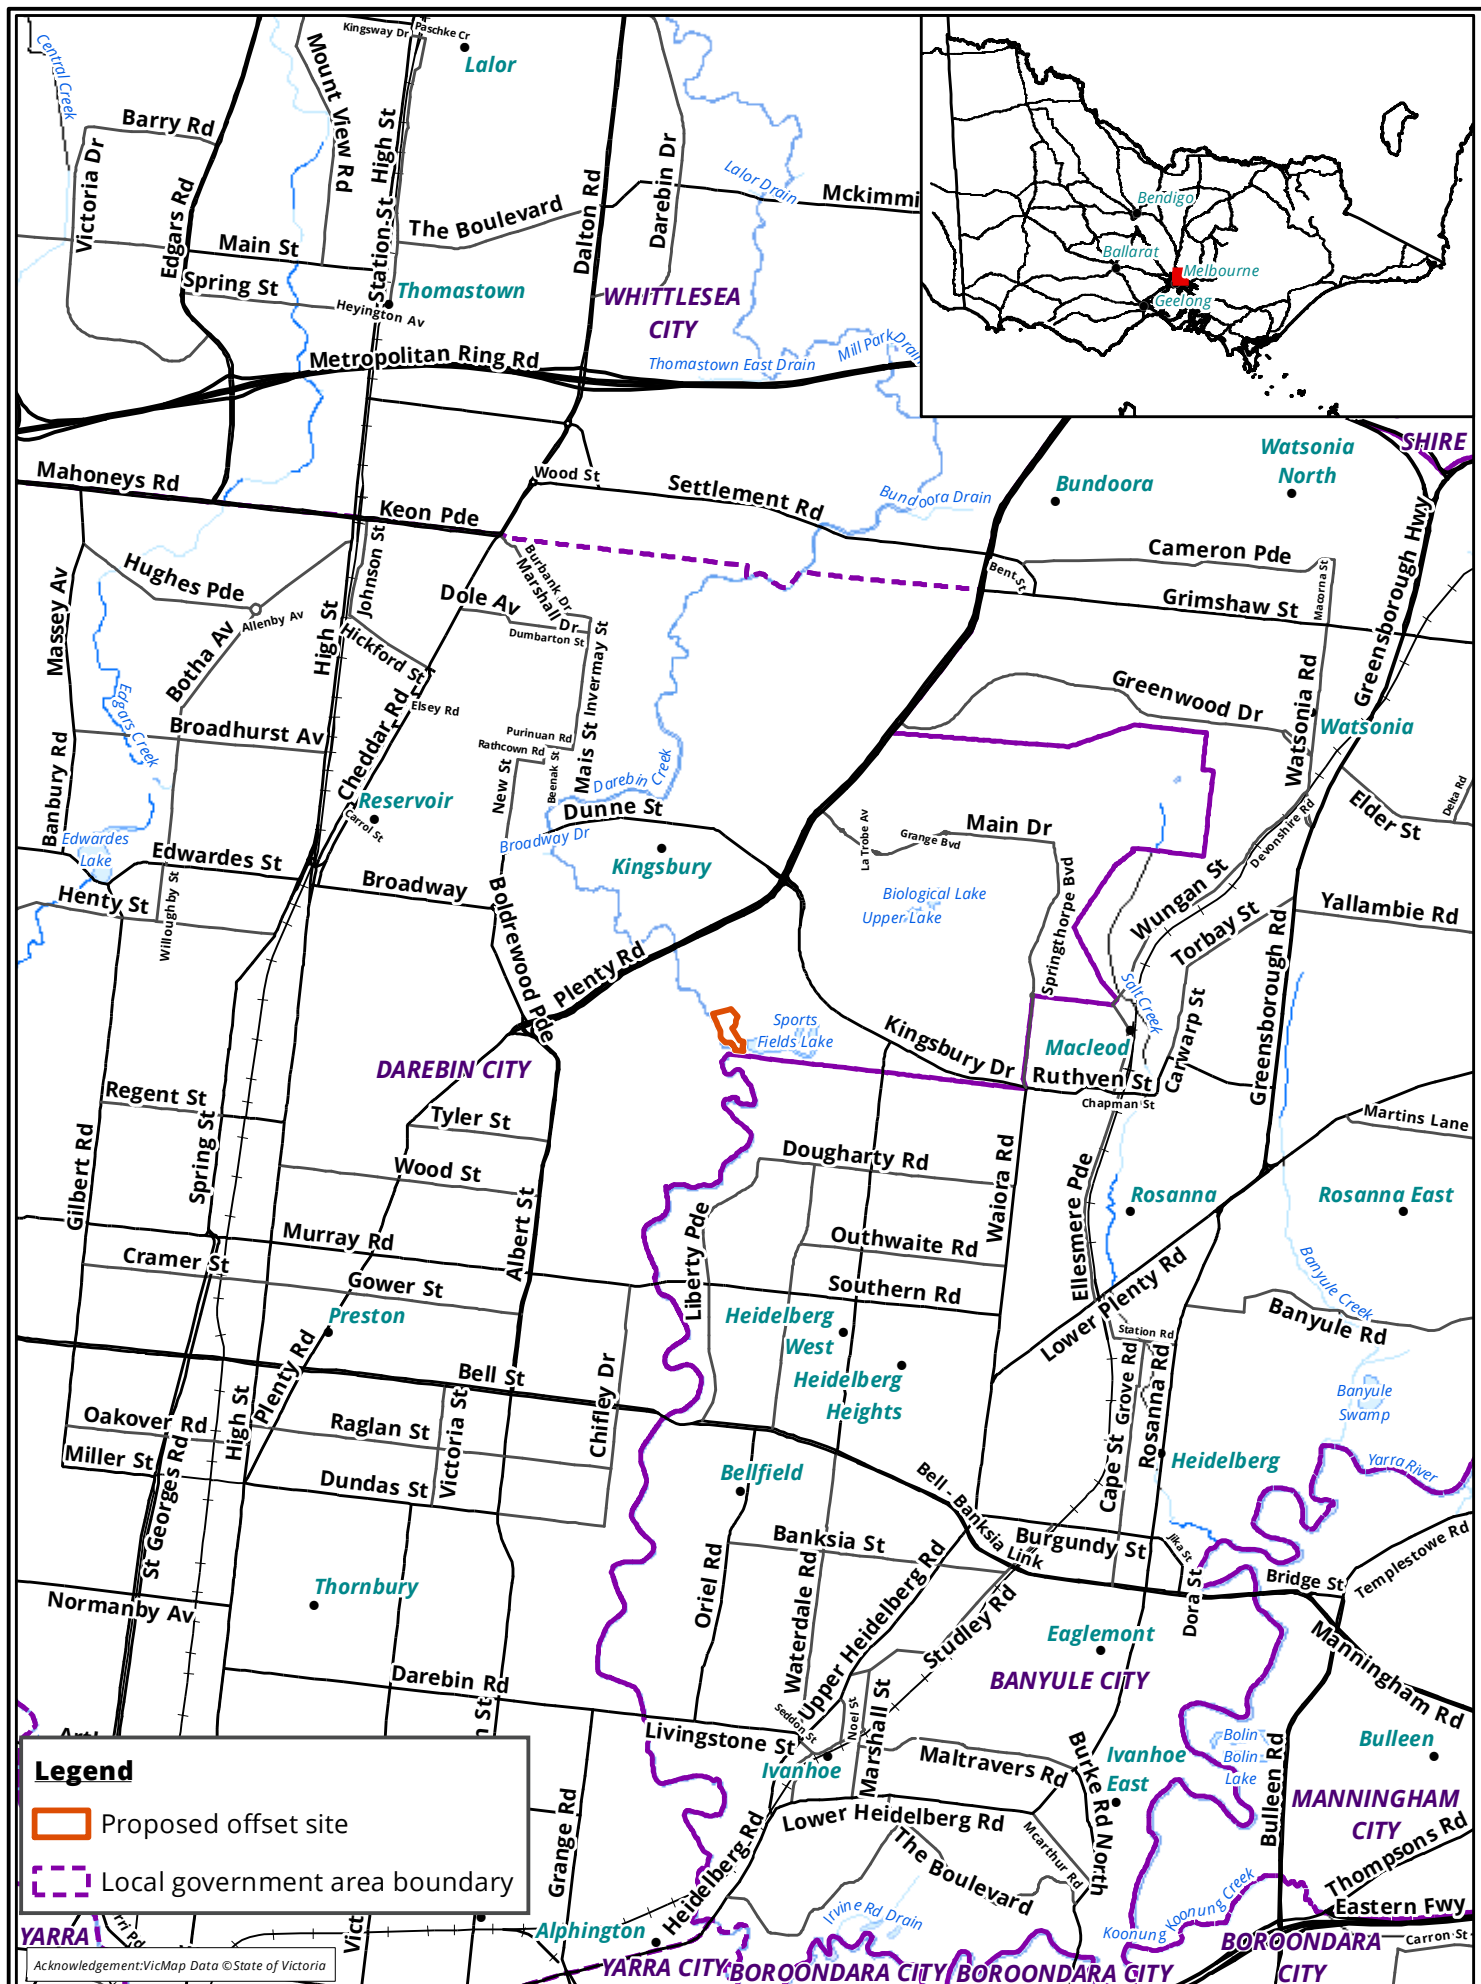 Central Creek
Kingsway Dr
Paschke Cr
Lalor
Mount View Rd
High St
Barry Rd
Victoria Dr
Edgars Rd
Station St
Dalton Rd
Darebin Dr
Lalor Drain
Mckimmi
Main St
The Boulevard
Spring St
Heyington Av
Thomastown
WHITTLESEA
CITY
Metropolitan Ring Rd
Thomastown East Drain
Mill Park Drain
Bendigo
Ballarat
Melbourne
Geelong
SHIRE
Watsonia
North
Bundoora
Mahoneys Rd
Keon Pde
Wood St
Settlement Rd
Bundoora Drain
Greensborough Hwy
Cameron Pde
Bent St
Macorna St
Grimshaw St
Hughes Pde
Johnson St
Burbank Dr
Marshall
Dr
Dole Av
Dumbarton St
Massey Av
Allenby Av
Botha Av
High St
Hickford St
Invermay St
Elsey Rd
Cheddar Rd
Edgars Creek
Broadhurst Av
Mais St
Purinuan Rd
Rathcown Rd
Beenak St
New St
Darebin Creek
Greenwood Dr
Watsonia Rd
Watsonia
Banbury Rd
Reservoir
Carrol St
Dunne St
Broadway Dr
Kingsbury
La Trobe Av
Grange Bvd
Main Dr
Devonshire Rd
Elder St
Delta Rd
Edwardes
Lake
Edwardes St
Henty St
Willoughby St
Broadway
Boldrewood Pde
Plenty Rd
Biological Lake
Upper Lake
Springthorpe Bvd
Wungan St
Torbay St
Yallambie Rd
Greensborough Rd
Salt Creek
Sports
Fields Lake
Kingsbury Dr
Macleod
Ruthven St
Carwarp St
Chapman St
Martins Lane
DAREBIN CITY
Regent St
Tyler St
Gilbert Rd
Spring St
Wood St
Albert St
Dougharty Rd
Waiora Rd
Ellesmere Pde
Rosanna
Rosanna East
Murray Rd
Cramer St
Gower St
Liberty Pde
Outhwaite Rd
Southern Rd
Lower Plenty Rd
Banyule Creek
Banyule Rd
Preston
Plenty Rd
Heidelberg
West
Heidelberg
Heights
Station Rd
Bell St
Chifley Dr
Cape St
Grove Rd
Rosanna Rd
Banyule
Swamp
Oakover Rd
High St
Raglan St
Victoria St
Miller St
St Georges Rd
Dundas St
Bellfield
Bell - Banksia Link
Heidelberg
Yarra River
Banksia St
Burgundy St
Jika St
Templestowe Rd
Bridge St
Dora St
Normanby Av
Thornbury
Oriel Rd
Waterdale Rd
Upper Heidelberg Rd
Studley Rd
Eaglemont
BANYULE CITY
Manningham Rd
Darebin Rd
Livingstone St
Seddon St
Noel St
Marshall St
Ivanhoe
Maltravers Rd
Burke Rd North
Ivanhoe
East
Bolin
Bolin
Lake
Bulleen
Bulleen Rd
MANNINGHAM
CITY
Lower Heidelberg Rd
Mcarthur Rd
The Boulevard
Thompsons Rd
Grange Rd
Heidelberg Rd
Irvine Rd Drain
Koonung
Koonung Creek
Eastern Fwy
Carron St
Alphington
YARRA
YARRA CITY
BOROONDARA CITY
BOROONDARA CITY
BOROONDARA
CITY
Legend
Proposed offset site
Local government area boundary
Acknowledgement:VicMap Data ©State of Victoria